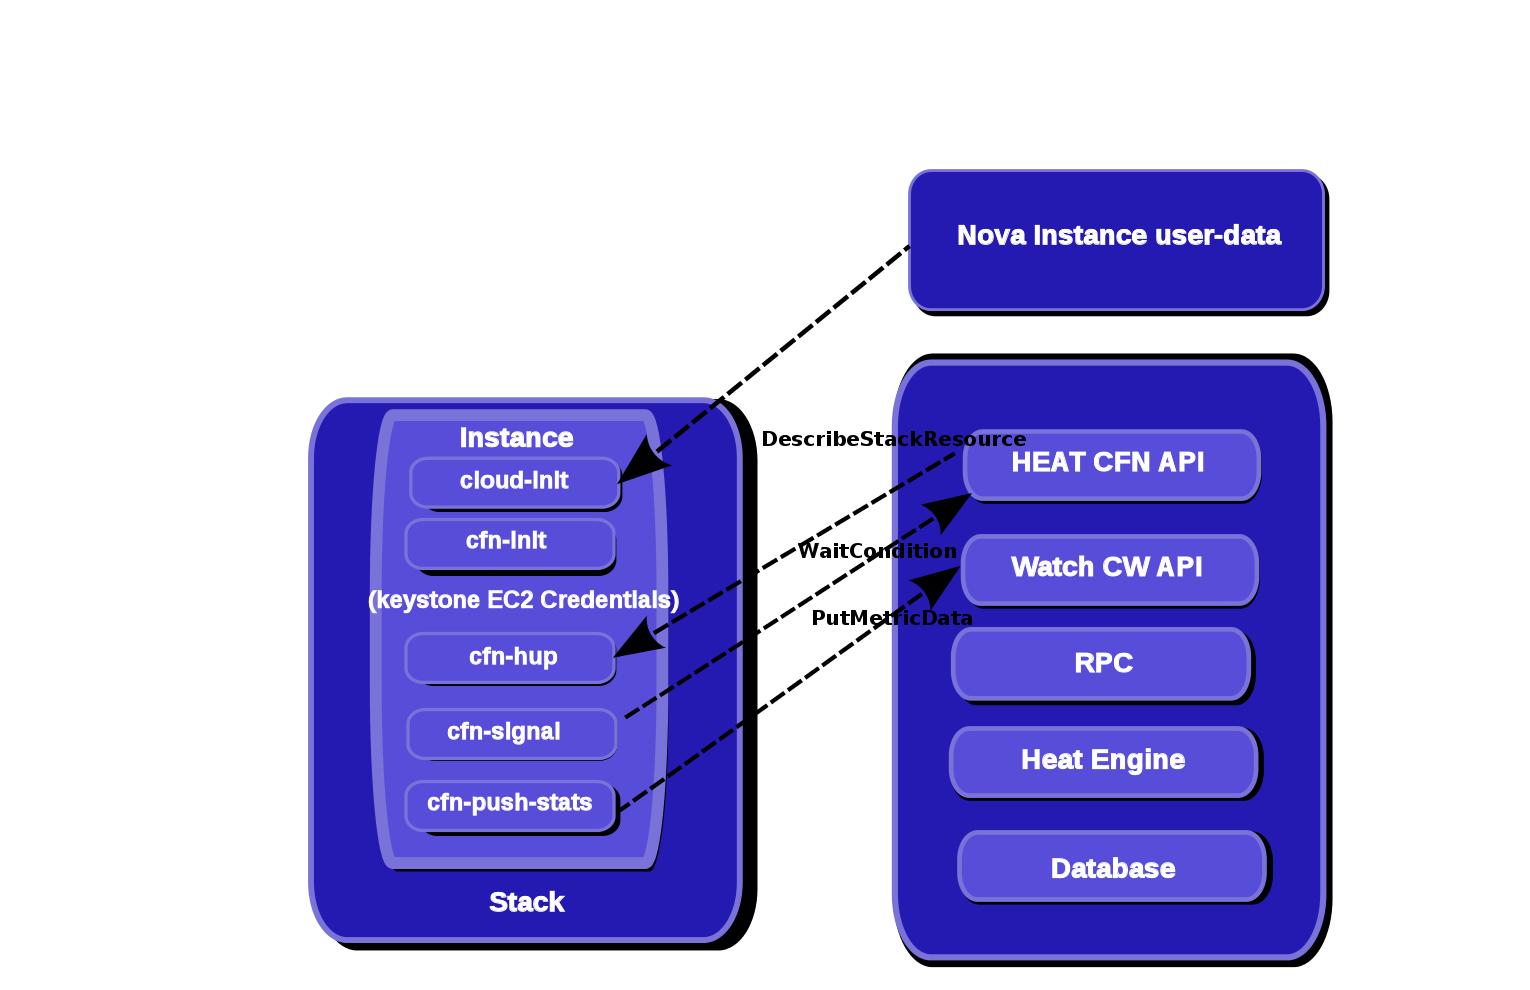 Nova Instance user-data
Instance
cloud-init
cfn-init
(keystone EC2 Credentials)
cfn-hup
cfn-signal
cfn-push-stats
Stack
DescribeStackResource
WaitCondition
PutMetricData
HEAT CFN API
Watch CW API
RPC
Heat Engine
Database